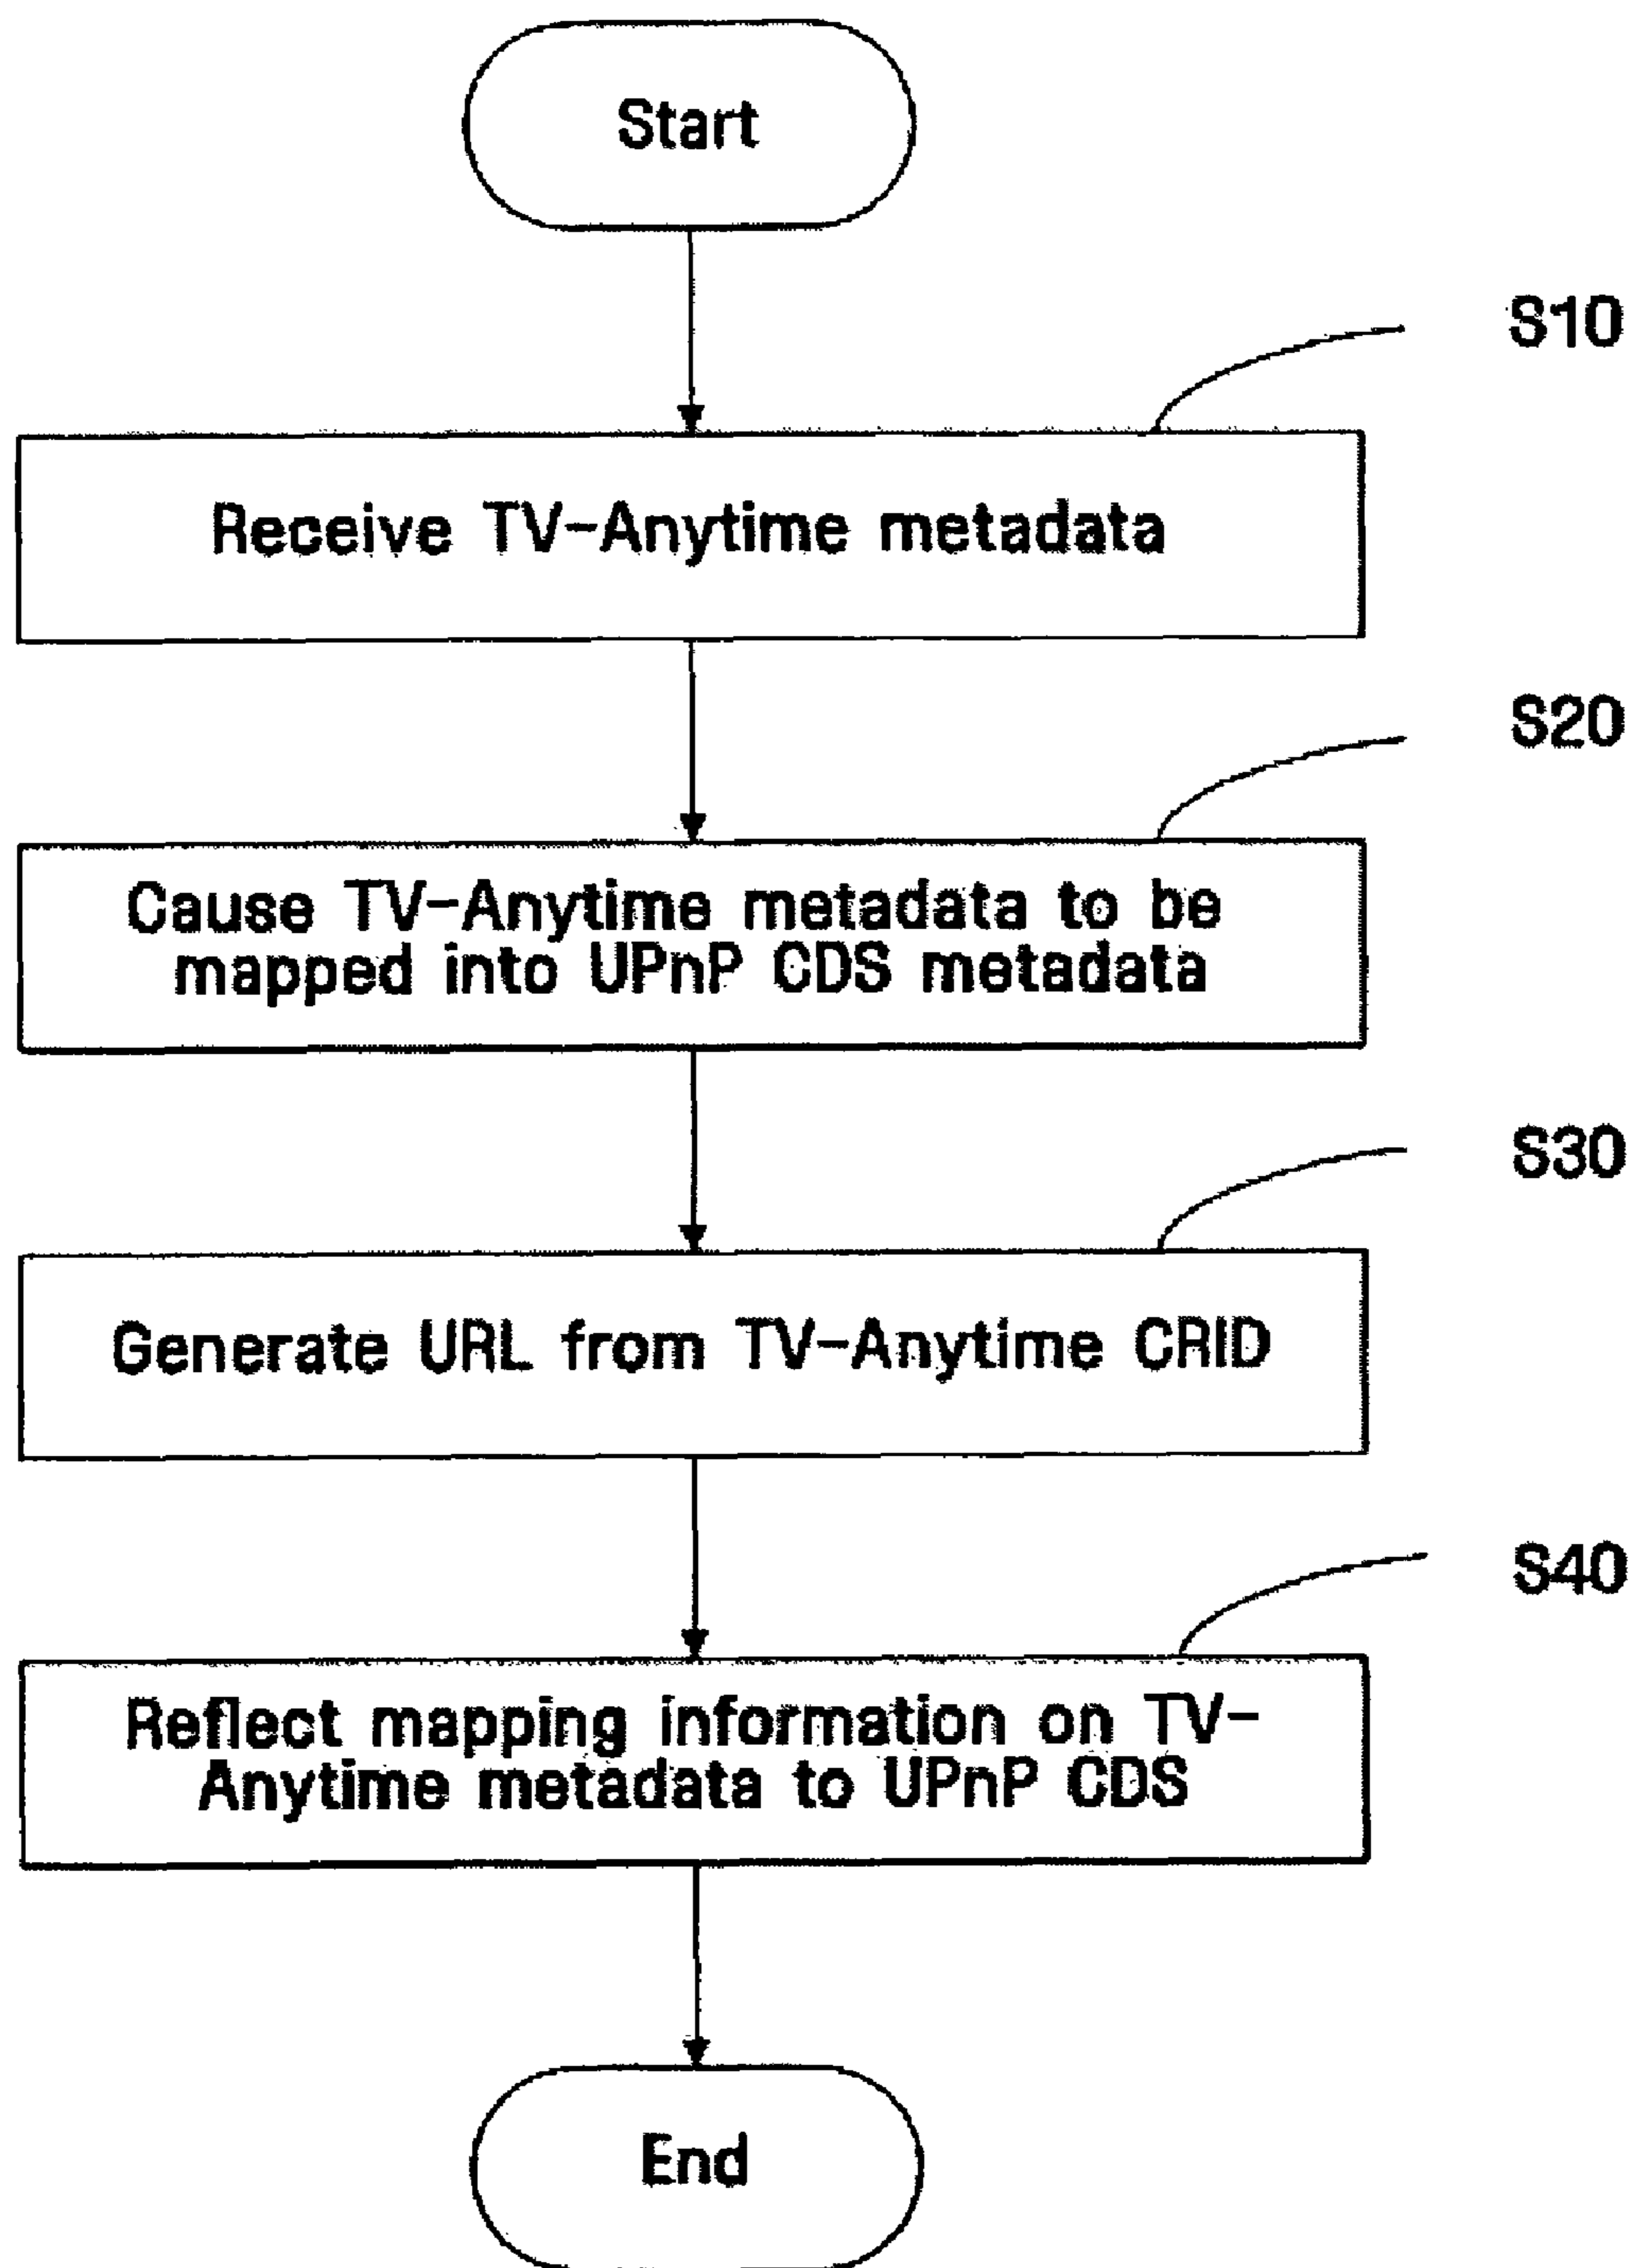 Start
S10
Receive TV-Anytime metadata
S20
Cause TV-Anytime metadata to be
mapped into UPnP CDS metadata
S30
Generate URL from TV-Anytime CRID
S40
Reflect mapping information on TV-
Anytime metadata to UPnP CDS
End